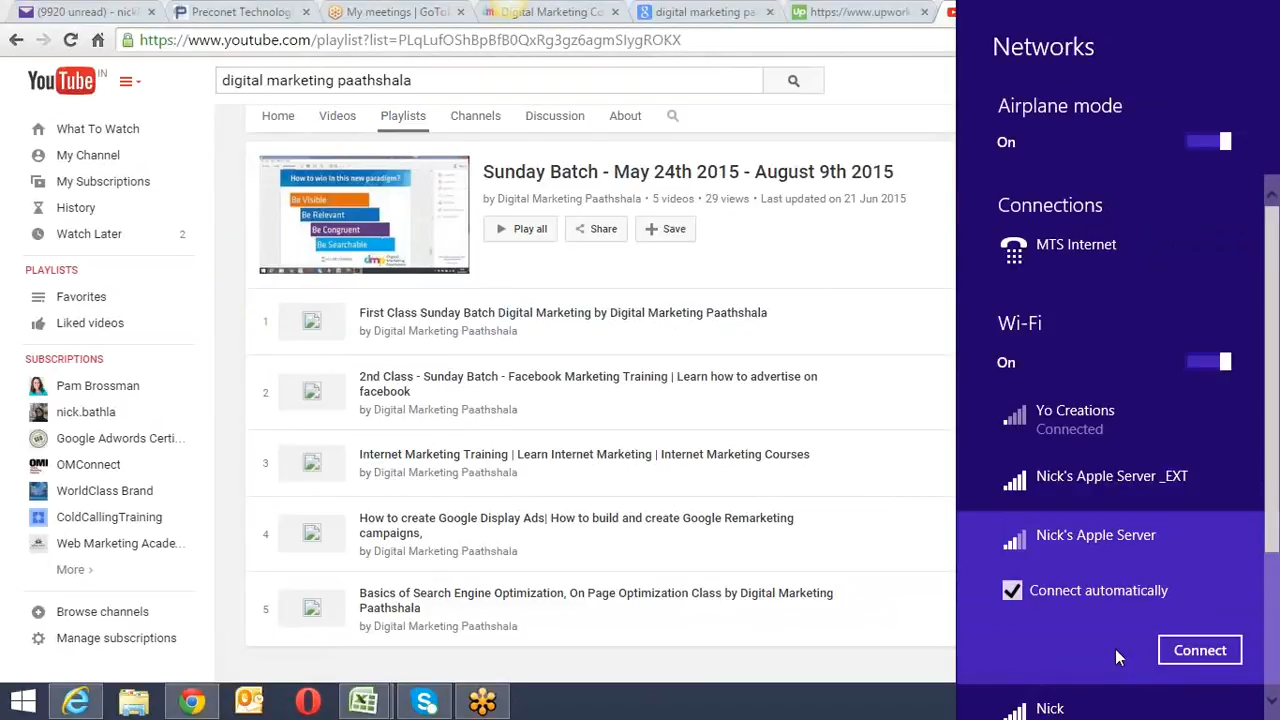 (9920 unread) - nickl
Preconet Technolog
My meetings | GoTo
Digital Marketing Co
digital marketing paa
https://www.upwork
https://www.youtube.com/playlist?list=PLqLufOShBpBfB0QxRg3gz6agmSIygROKX
YouTube IN
digital marketing paathshala
Home
Videos
Playlists
Channels
Discussion
About
What To Watch
My Channel
My Subscriptions
History
Watch Later 2
PLAYLISTS
Favorites
Liked videos
SUBSCRIPTIONS
Pam Brossman
nick.bathla
Google Adwords Certi...
OMConnect
WorldClass Brand
ColdCallingTraining
Web Marketing Acade...
More ›
Browse channels
Manage subscriptions
How to win in this new paradigm?
Be Visible
Be Relevant
Be Congruent
Be Searchable
Sunday Batch - May 24th 2015 - August 9th 2015
by Digital Marketing Paathshala • 5 videos • 29 views • Last updated on 21 Jun 2015
Play all
Share
Save
1
First Class Sunday Batch Digital Marketing by Digital Marketing Paathshala
by Digital Marketing Paathshala
2
2nd Class - Sunday Batch - Facebook Marketing Training | Learn how to advertise on
facebook
by Digital Marketing Paathshala
3
Internet Marketing Training | Learn Internet Marketing | Internet Marketing Courses
by Digital Marketing Paathshala
4
How to create Google Display Ads| How to build and create Google Remarketing
campaigns,
by Digital Marketing Paathshala
5
Basics of Search Engine Optimization, On Page Optimization Class by Digital Marketing
Paathshala
by Digital Marketing Paathshala
Networks
Airplane mode
On
Connections
MTS Internet
Wi-Fi
On
Yo Creations
Connected
Nick's Apple Server _EXT
Nick's Apple Server
Connect automatically
Connect
Nick